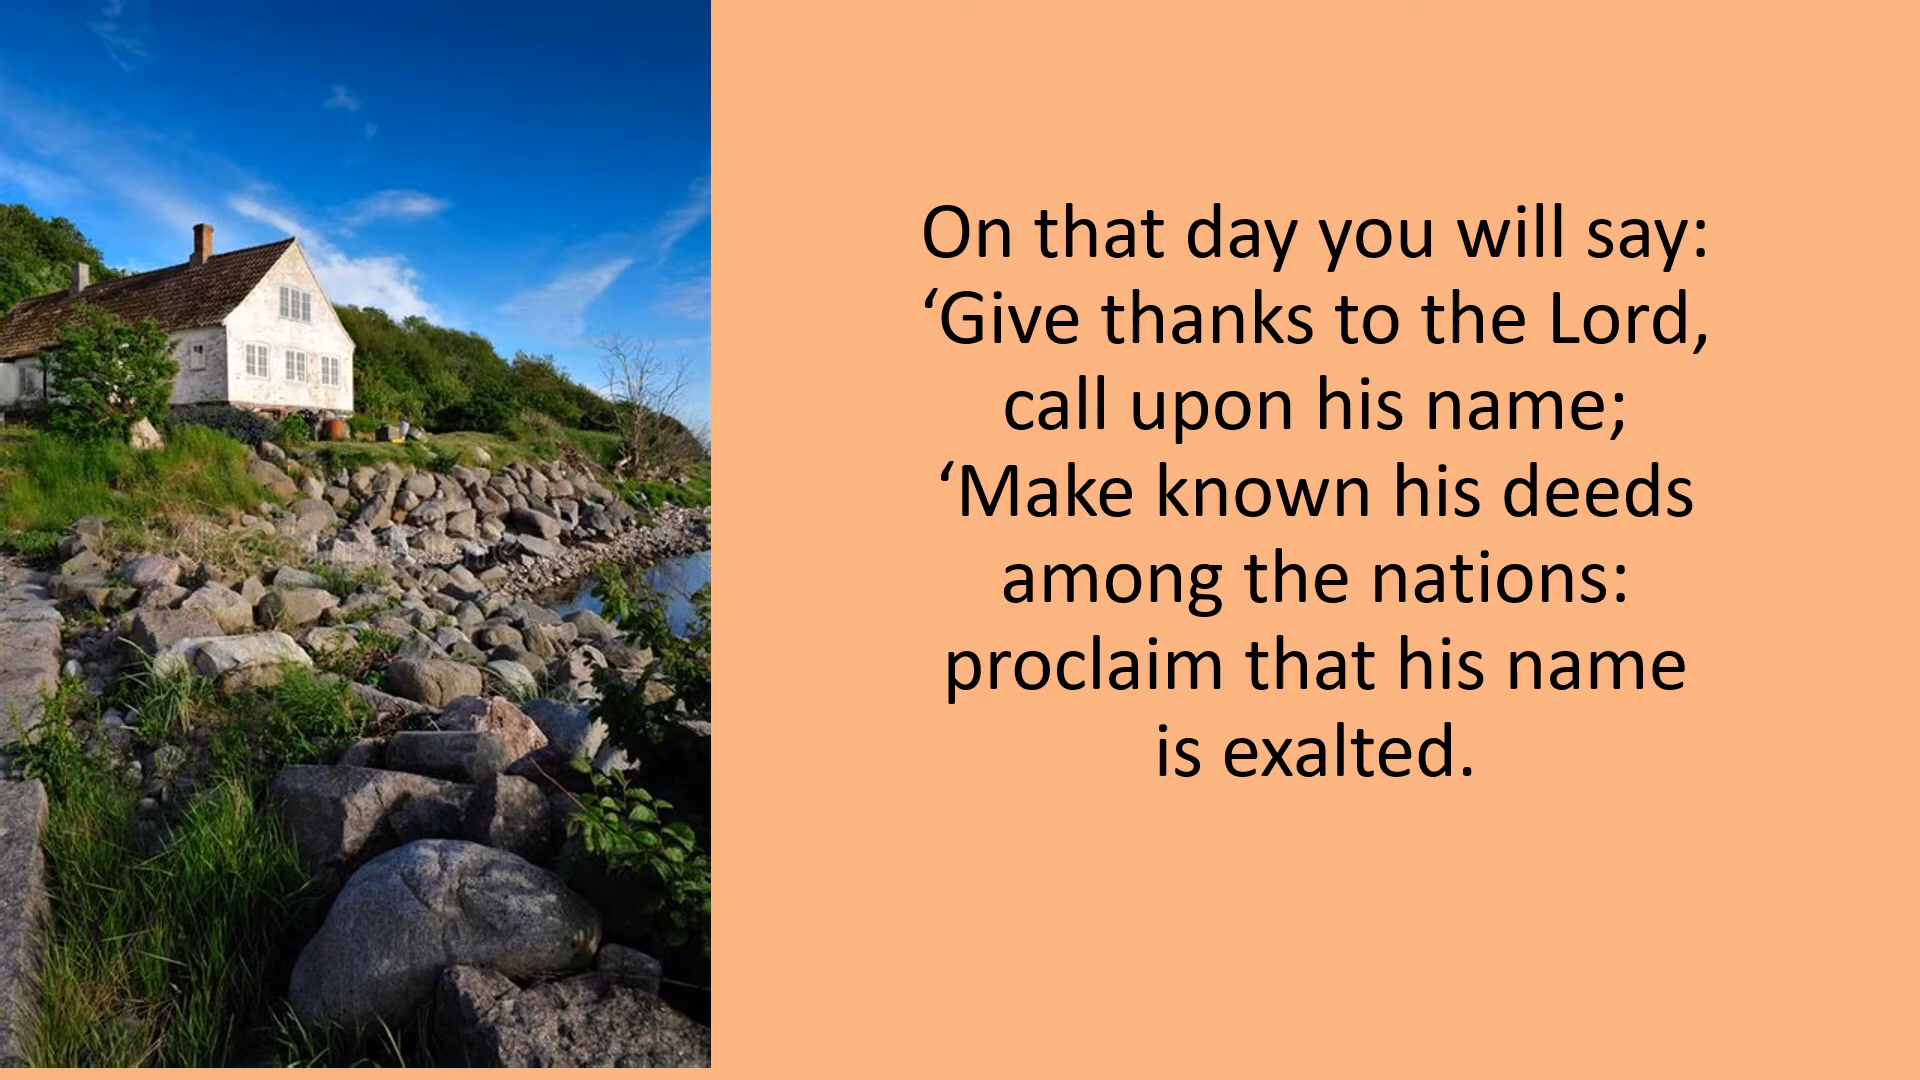 On that day you will say:
‘Give thanks to the Lord,
call upon his name;
‘Make known his deeds
among the nations:
proclaim that his name
is exalted.